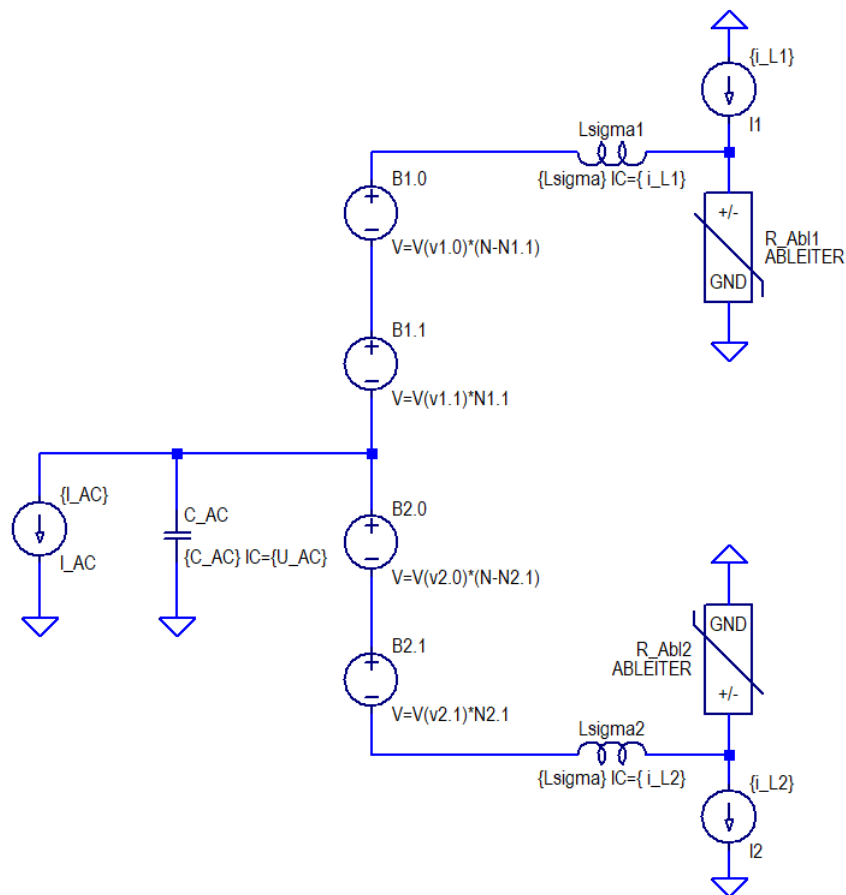 {i_L1}
I1
Lsigma1
{Lsigma} IC={ i_L1}
+/-
GND
R_Abl1
ABLEITER
B1.0
V=V(v1.0)*(N-N1.1)
B1.1
V=V(v1.1)*N1.1
{I_AC}
I_AC
C_AC
{C_AC} IC={U_AC}
B2.0
V=V(v2.0)*(N-N2.1)
B2.1
V=V(v2.1)*N2.1
GND
+/-
R_Abl2
ABLEITER
Lsigma2
{Lsigma} IC={ i_L2}
{i_L2}
I2